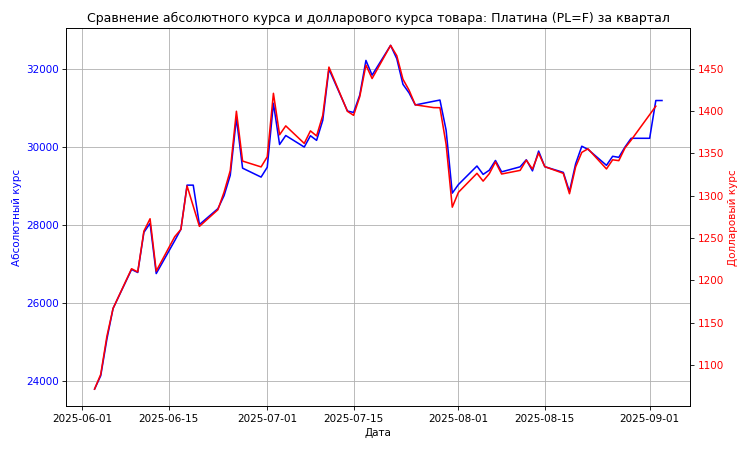 Сравнение абсолютного курса и долларового курса товара: Платина (PL=F) за квартал
32000
30000
28000
26000
24000
Абсолютный курс
1450
1400
1350
1300
1250
1200
1150
1100
Долларовый курс
2025-06-01 2025-06-15 2025-07-01 2025-07-15 2025-08-01 2025-08-15 2025-09-01
Дата